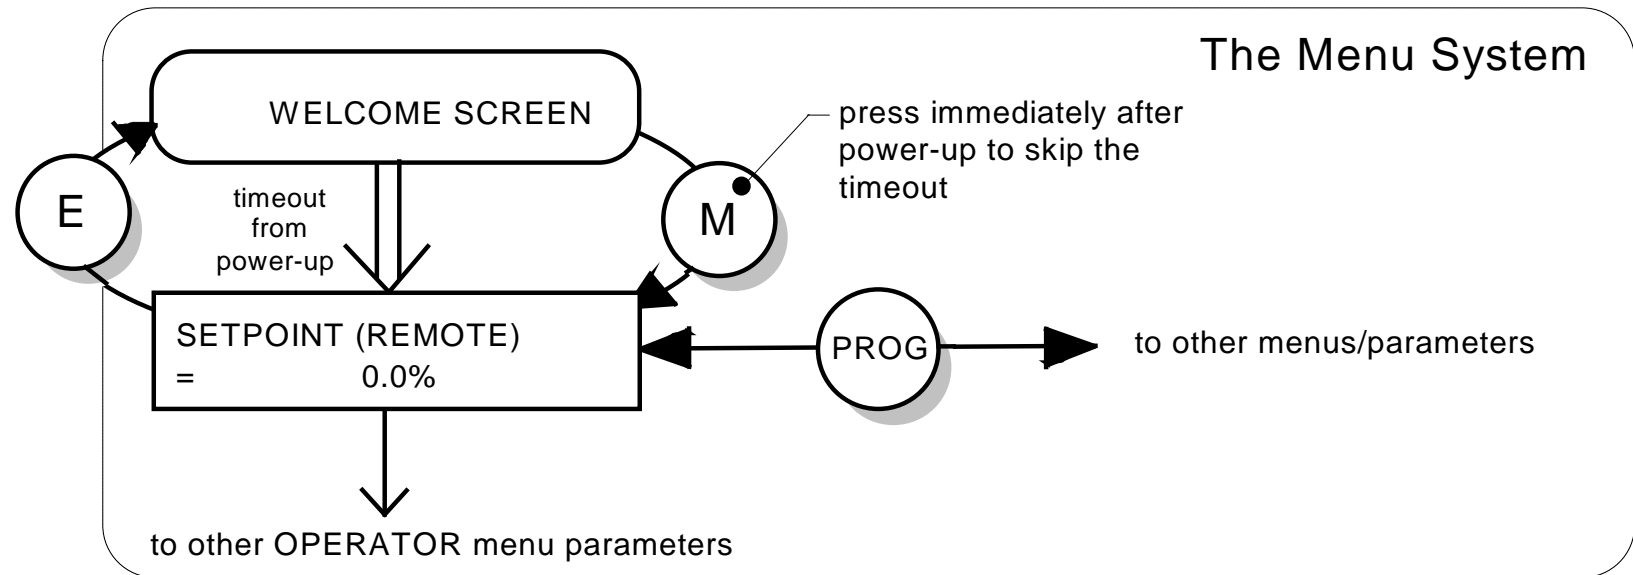 The Menu System
WELCOME SCREEN
press immediately after
power-up to skip the
timeout
E
timeout
from
power-up
M
SETPOINT (REMOTE)
= 0.0%
PROG
to other menus/parameters
to other OPERATOR menu parameters